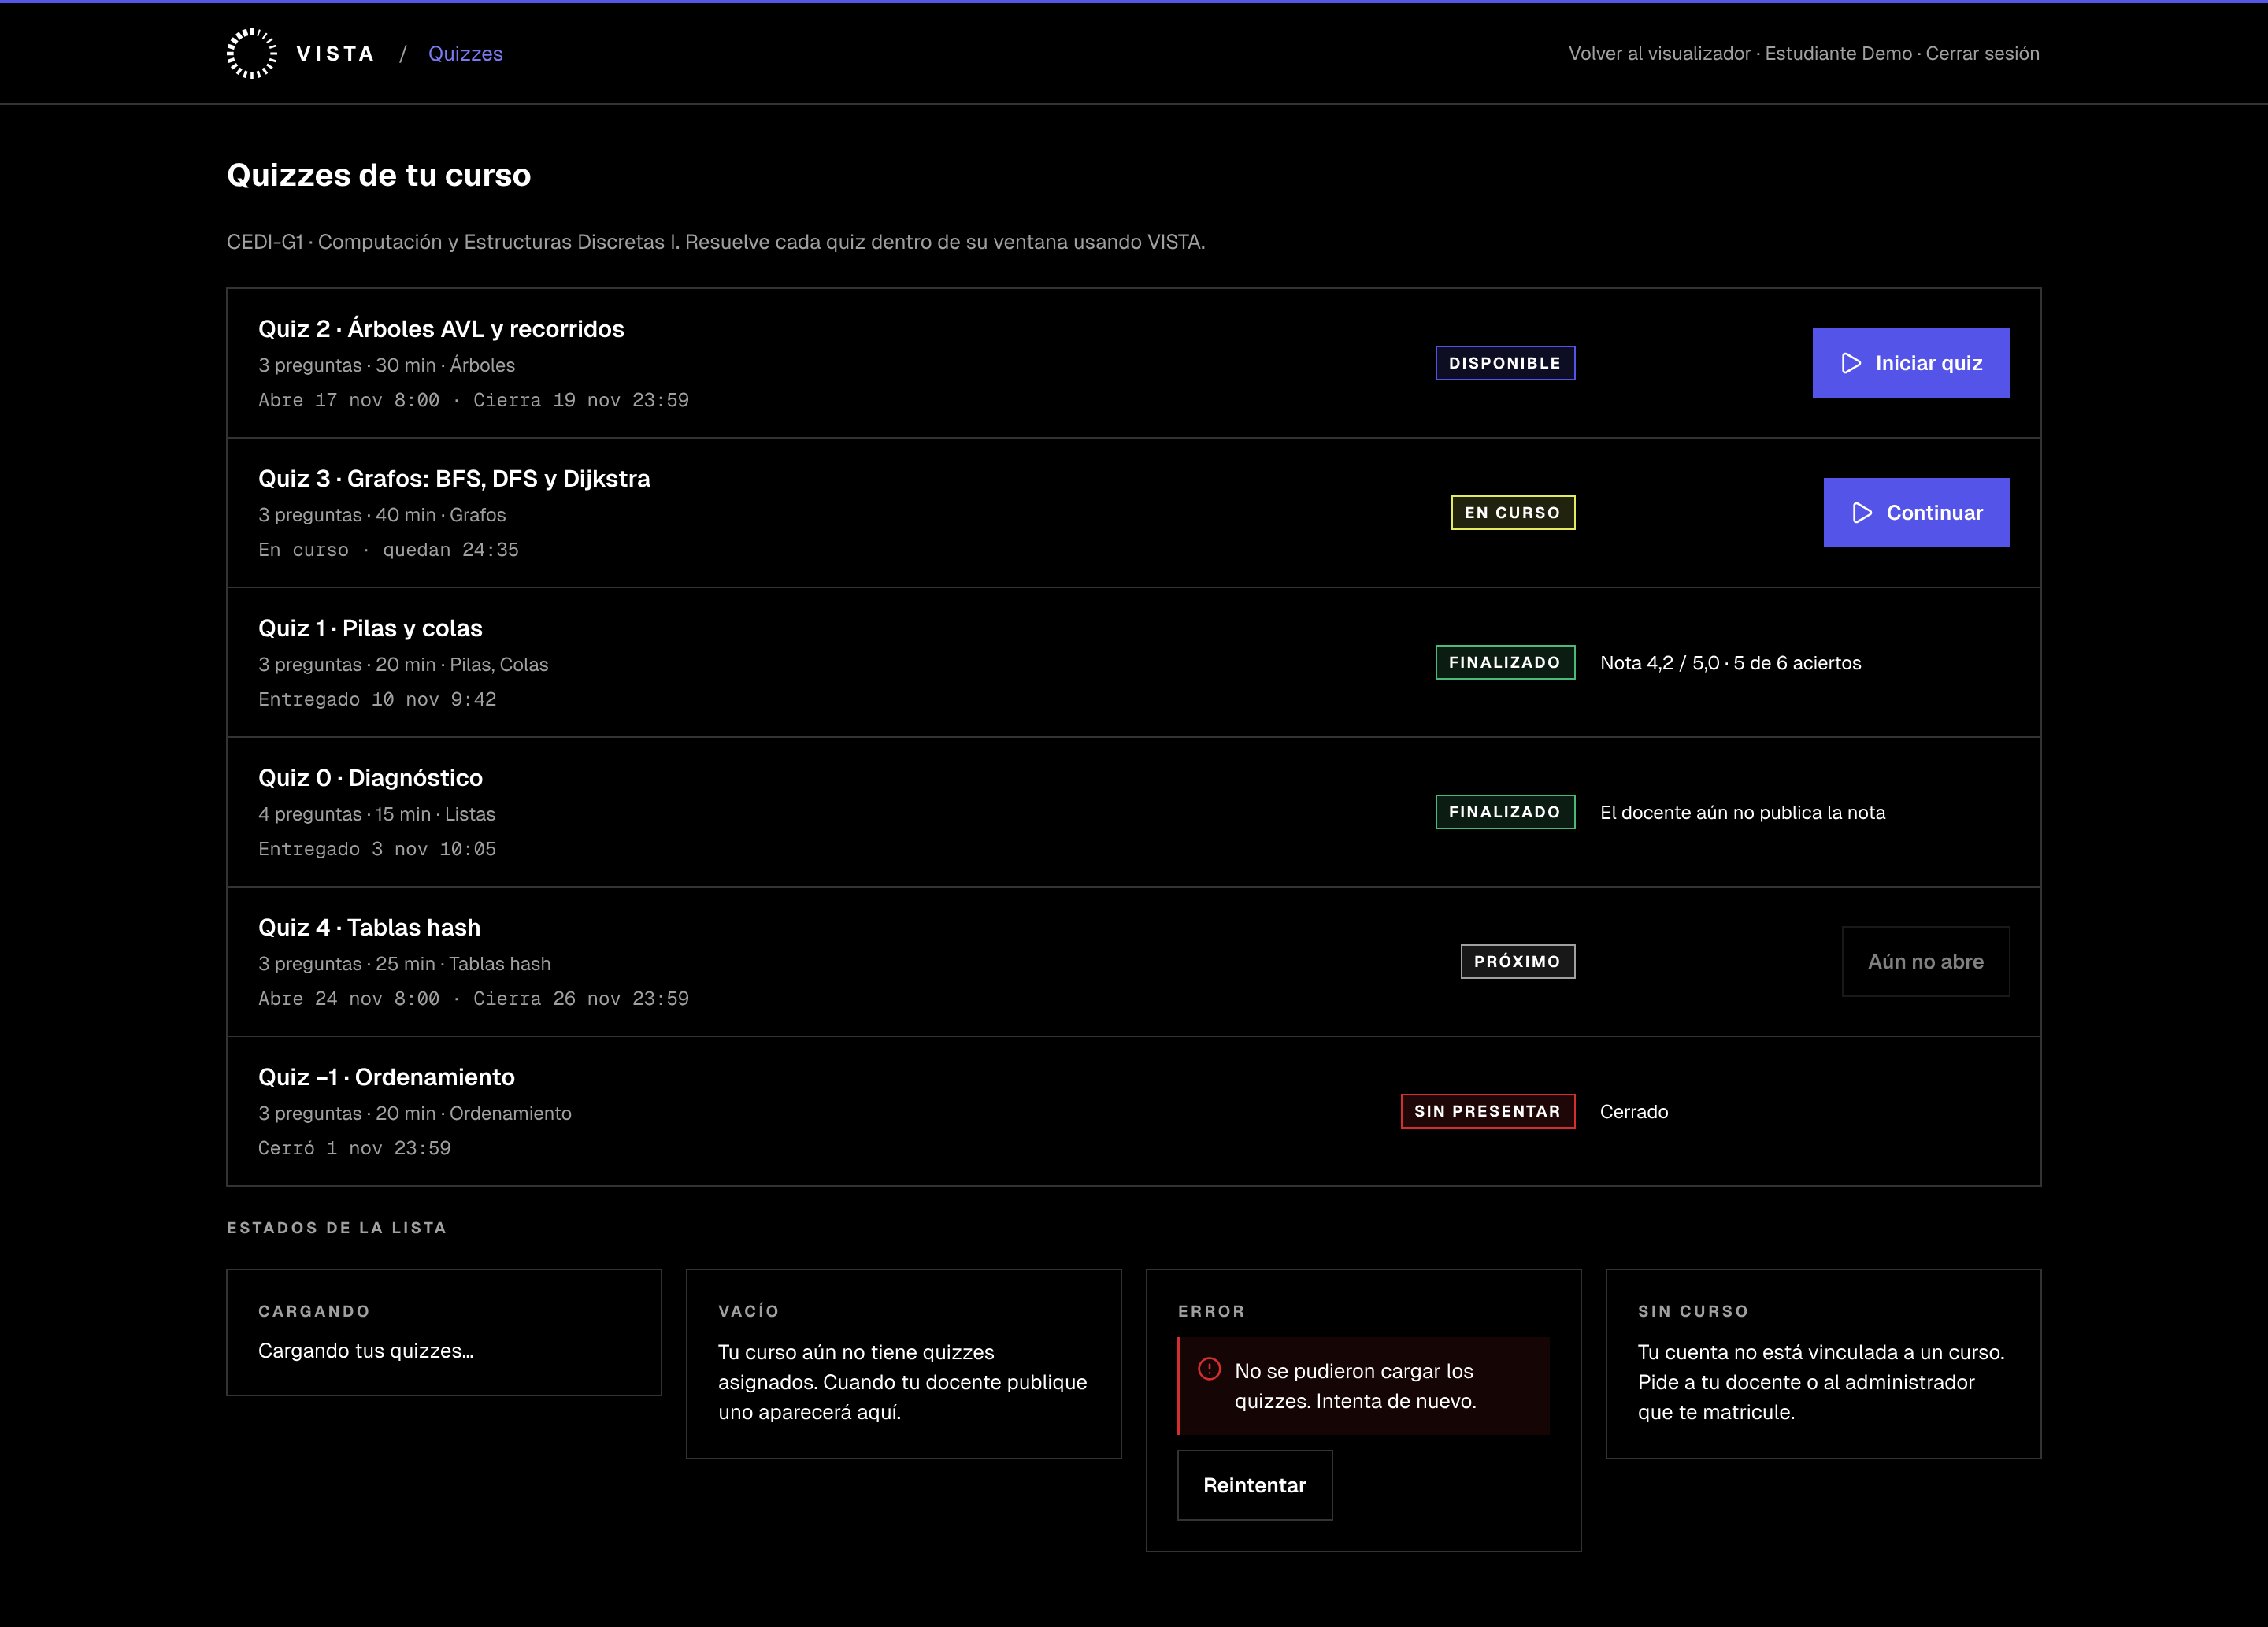 VISTA / Quizzes
Volver al visualizador · Estudiante Demo · Cerrar sesión
Quizzes de tu curso
CEDI-G1 · Computación y Estructuras Discretas I. Resuelve cada quiz dentro de su ventana usando VISTA.
Quiz 2 · Árboles AVL y recorridos
3 preguntas · 30 min · Árboles
Abre 17 nov 8:00 · Cierra 19 nov 23:59
DISPONIBLE
Iniciar quiz
Quiz 3 · Grafos: BFS, DFS y Dijkstra
3 preguntas · 40 min · Grafos
En curso · quedan 24:35
EN CURSO
Continuar
Quiz 1 · Pilas y colas
3 preguntas · 20 min · Pilas, Colas
Entregado 10 nov 9:42
FINALIZADO
Nota 4,2 / 5,0 · 5 de 6 aciertos
Quiz 0 · Diagnóstico
4 preguntas · 15 min · Listas
Entregado 3 nov 10:05
FINALIZADO
El docente aún no publica la nota
Quiz 4 · Tablas hash
3 preguntas · 25 min · Tablas hash
Abre 24 nov 8:00 · Cierra 26 nov 23:59
PRÓXIMO
Aún no abre
Quiz –1 · Ordenamiento
3 preguntas · 20 min · Ordenamiento
Cerró 1 nov 23:59
SIN PRESENTAR
Cerrado
ESTADOS DE LA LISTA
CARGANDO
Cargando tus quizzes…
VACÍO
Tu curso aún no tiene quizzes
asignados. Cuando tu docente publique
uno aparecerá aquí.
ERROR
No se pudieron cargar los
quizzes. Intenta de nuevo.
Reintentar
SIN CURSO
Tu cuenta no está vinculada a un curso.
Pide a tu docente o al administrador
que te matricule.